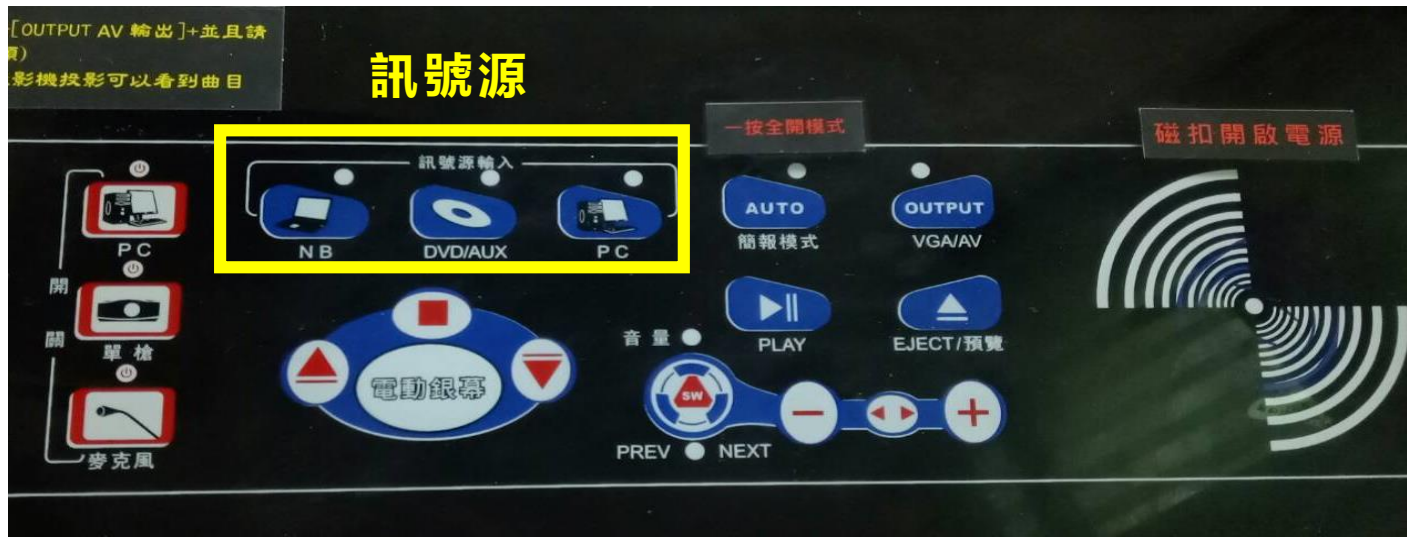 [OUTPUT AV 輸出]+並且請
)
影機投影可以看到曲目
訊號源
一按全開模式
磁扣開啟電源
訊號源輸入
PC
NB
DVD/AUX
PC
AUTO
簡報模式
OUTPUT
VGA/AV
開
關
單槍
電動銀幕
音量
PLAY
EJECT/預覽
SW
麥克風
PREV
NEXT